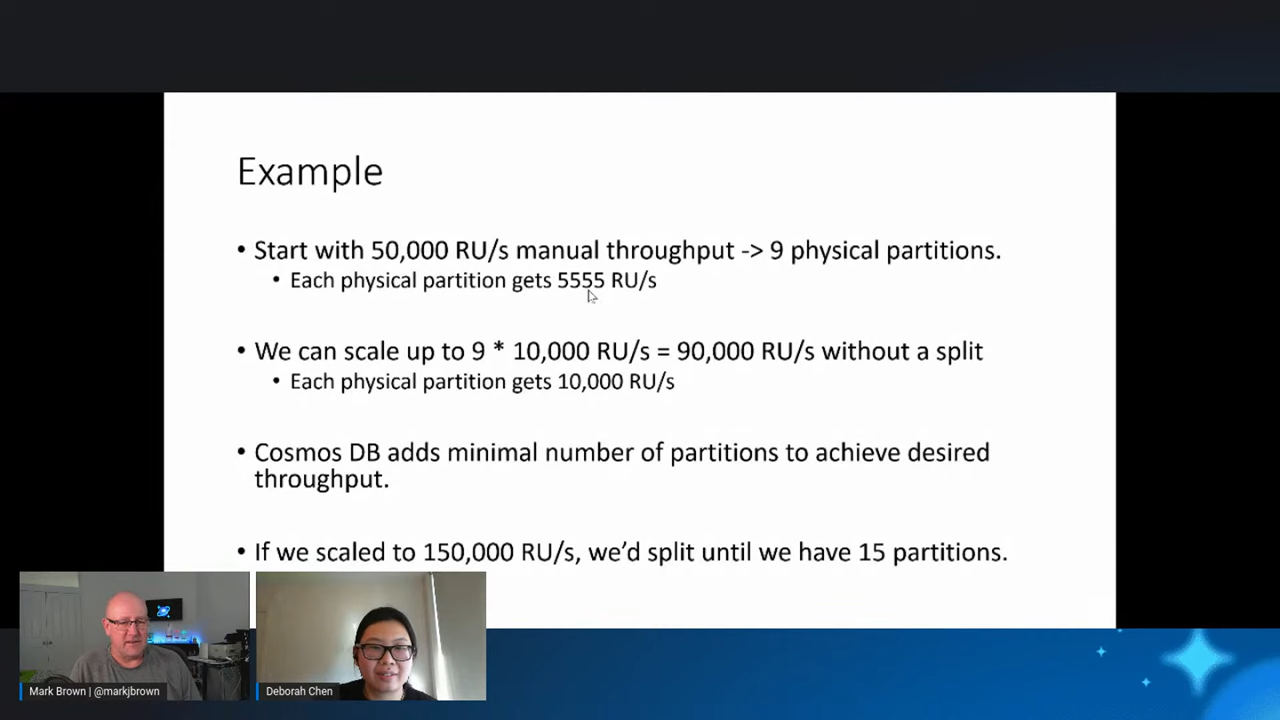 Example
• Start with 50,000 RU/s manual throughput -> 9 physical partitions.
• Each physical partition gets 5555 RU/s
• We can scale up to 9 * 10,000 RU/s = 90,000 RU/s without a split
• Each physical partition gets 10,000 RU/s
• Cosmos DB adds minimal number of partitions to achieve desired
throughput.
• If we scaled to 150,000 RU/s, we’d split until we have 15 partitions.
Mark Brown | @markjbrown
Deborah Chen